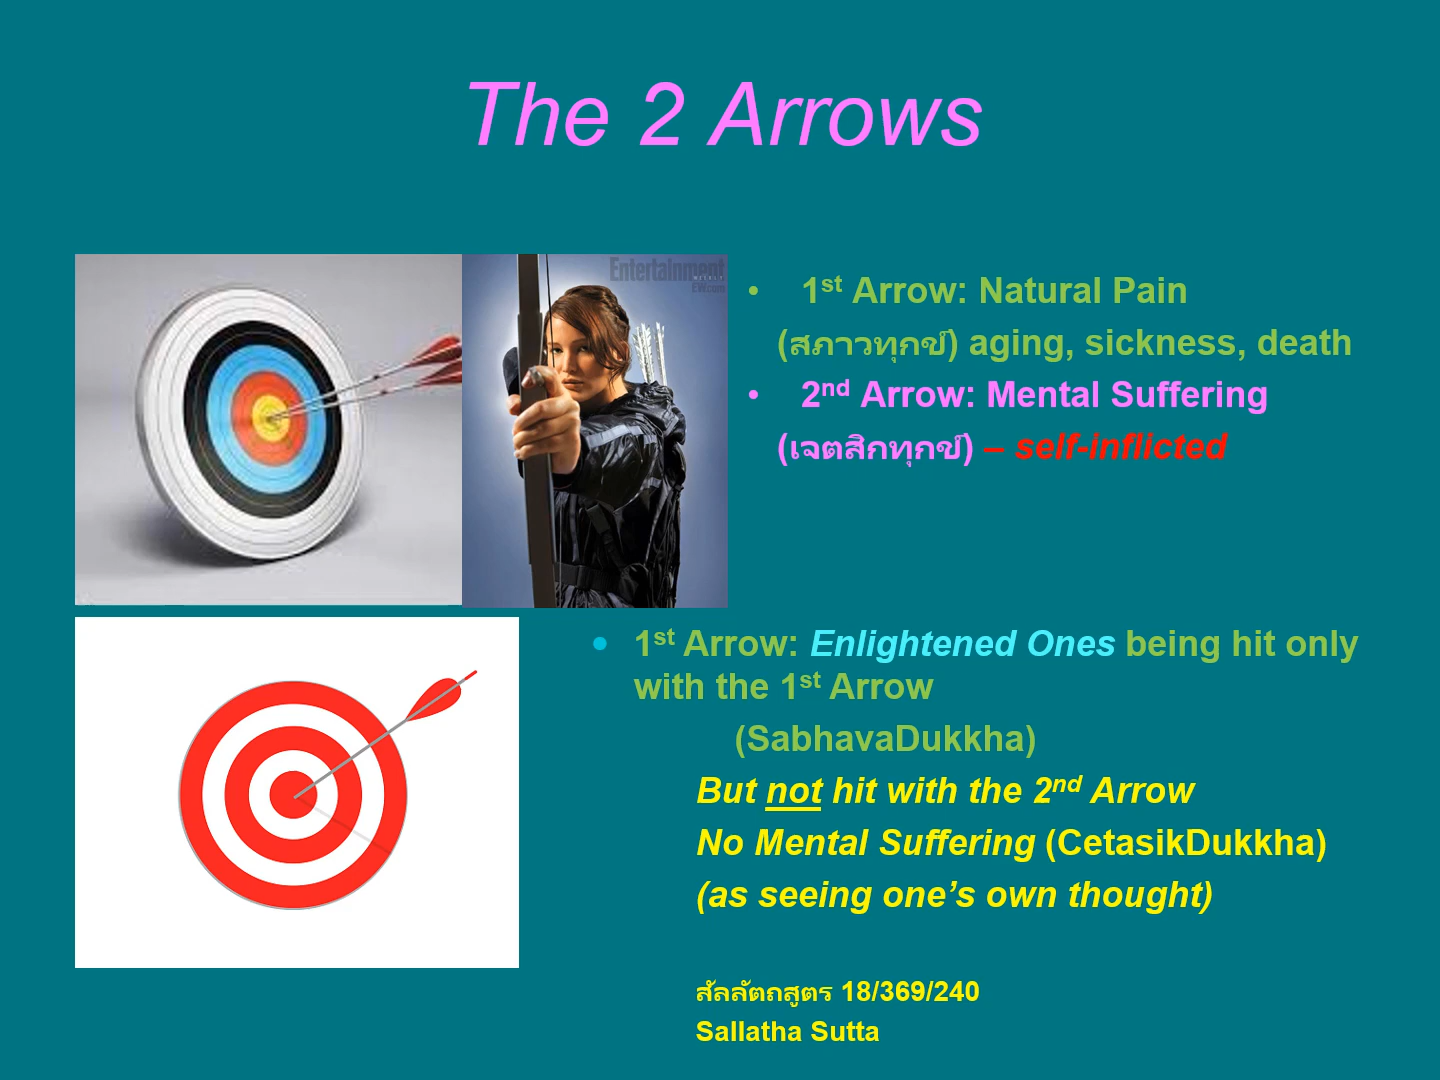 The 2 Arrows
Entertainment
WEEKLY
EW.com
• 1st Arrow: Natural Pain
(สภาวทุกข์) aging, sickness, death
• 2nd Arrow: Mental Suffering
(เจตสิกทุกข์) – self-inflicted
• 1st Arrow: Enlightened Ones being hit only
with the 1st Arrow
(SabhavaDukkha)
But not hit with the 2nd Arrow
No Mental Suffering (CetasikDukkha)
(as seeing one’s own thought)
สัลลัตถสูตร 18/369/240
Sallatha Sutta